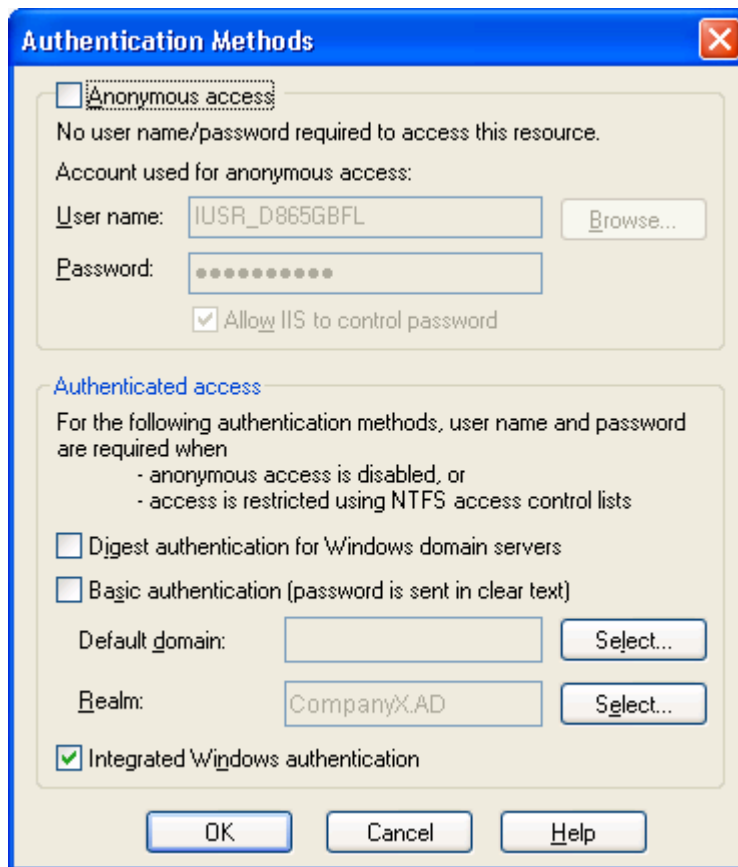 Authentication Methods
Anonymous access
No user name/password required to access this resource.
Account used for anonymous access:
User name: IUSR_D865GBFL Browse...
Password: ●●●●●●●●●●
Allow IIS to control password
Authenticated access
For the following authentication methods, user name and password
are required when
- anonymous access is disabled, or
- access is restricted using NTFS access control lists
Digest authentication for Windows domain servers
Basic authentication (password is sent in clear text)
Default domain: Select...
Realm: CompanyX.AD Select...
Integrated Windows authentication
OK Cancel Help